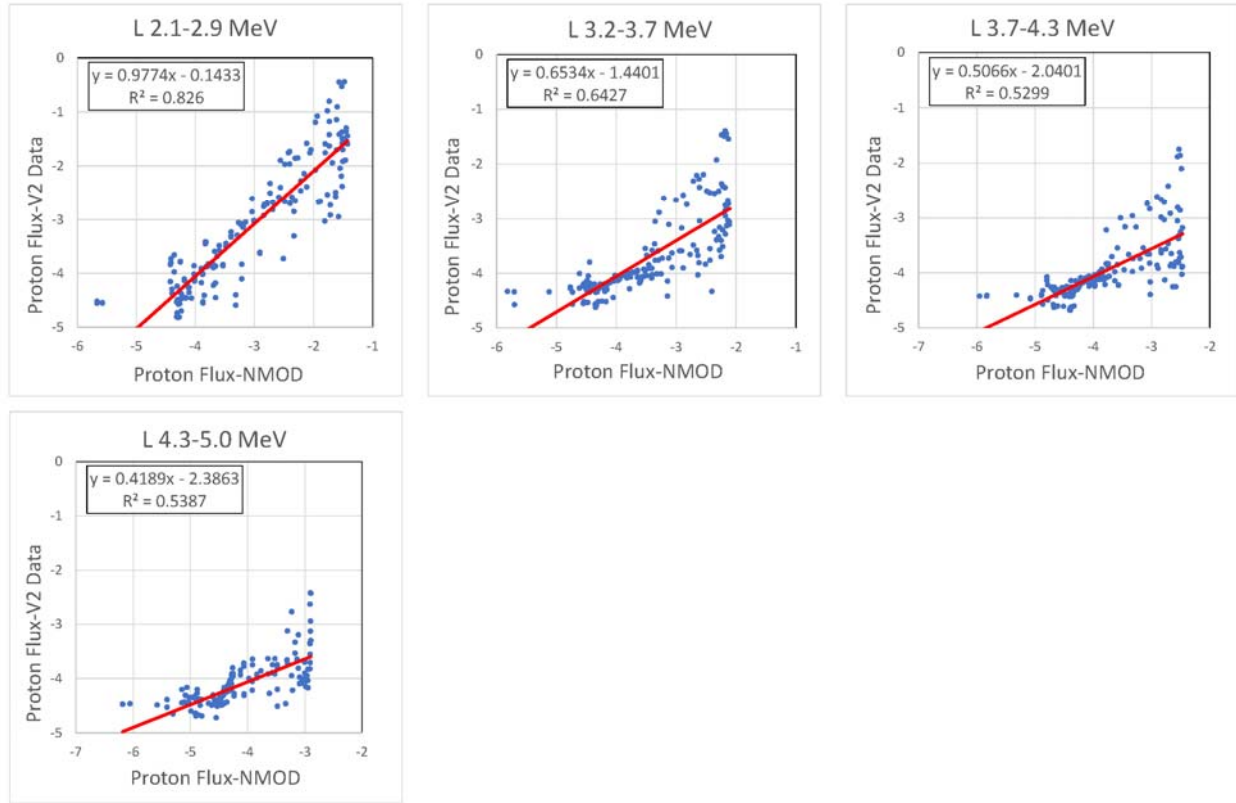 L 2.1-2.9 MeV
y = 0.9774x - 0.1433
R² = 0.826
0
-1
-2
-3
-4
-5
-6
-5
-4
-3
-2
-1
Proton Flux-V2 Data
Proton Flux-NMOD
L 3.2-3.7 MeV
y = 0.6534x - 1.4401
R² = 0.6427
0
-1
-2
-3
-4
-5
-6
-5
-4
-3
-2
-1
Proton Flux-V2 Data
Proton Flux-NMOD
L 3.7-4.3 MeV
y = 0.5066x - 2.0401
R² = 0.5299
0
-1
-2
-3
-4
-5
-7
-6
-5
-4
-3
-2
Proton Flux-V2 Data
Proton Flux-NMOD
L 4.3-5.0 MeV
y = 0.4189x - 2.3863
R² = 0.5387
0
-1
-2
-3
-4
-5
-7
-6
-5
-4
-3
-2
Proton Flux-V2 Data
Proton Flux-NMOD